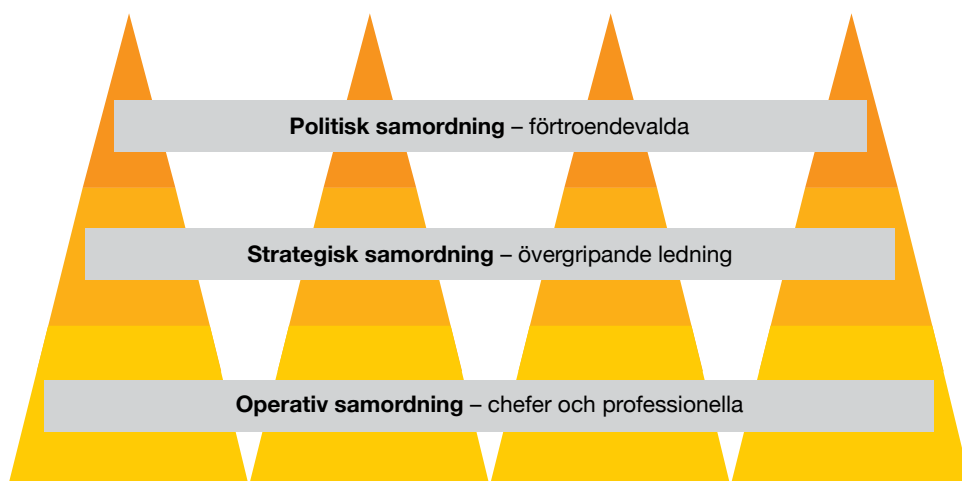 Politisk samordning – förtroendevalda
Strategisk samordning – övergripande ledning
Operativ samordning – chefer och professionella